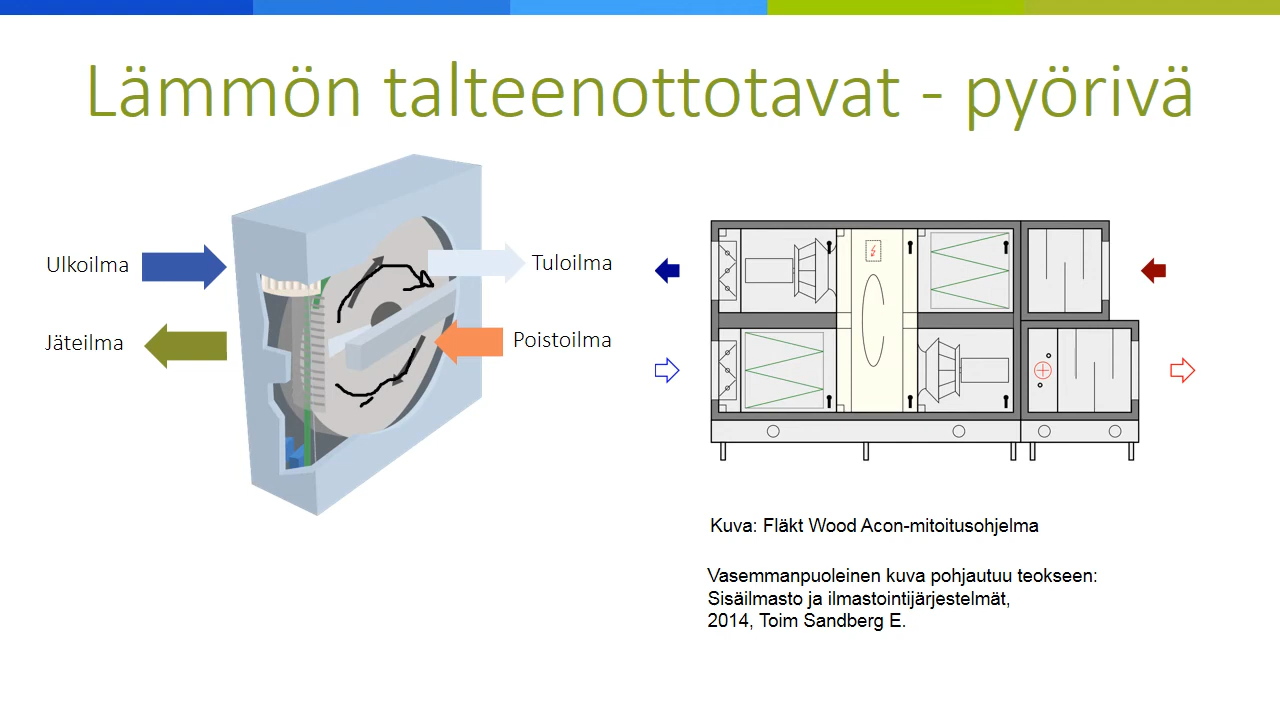 Lämmön talteenottotavat - pyörivä
Ulkoilma
Tuloilma
Jäteilma
Poistoilma
Kuva: Fläkt Wood Acon-mitoitusohjelma
Vasemmanpuoleinen kuva pohjautuu teokseen:
Sisäilmasto ja ilmastointijärjestelmät,
2014, Toim Sandberg E.